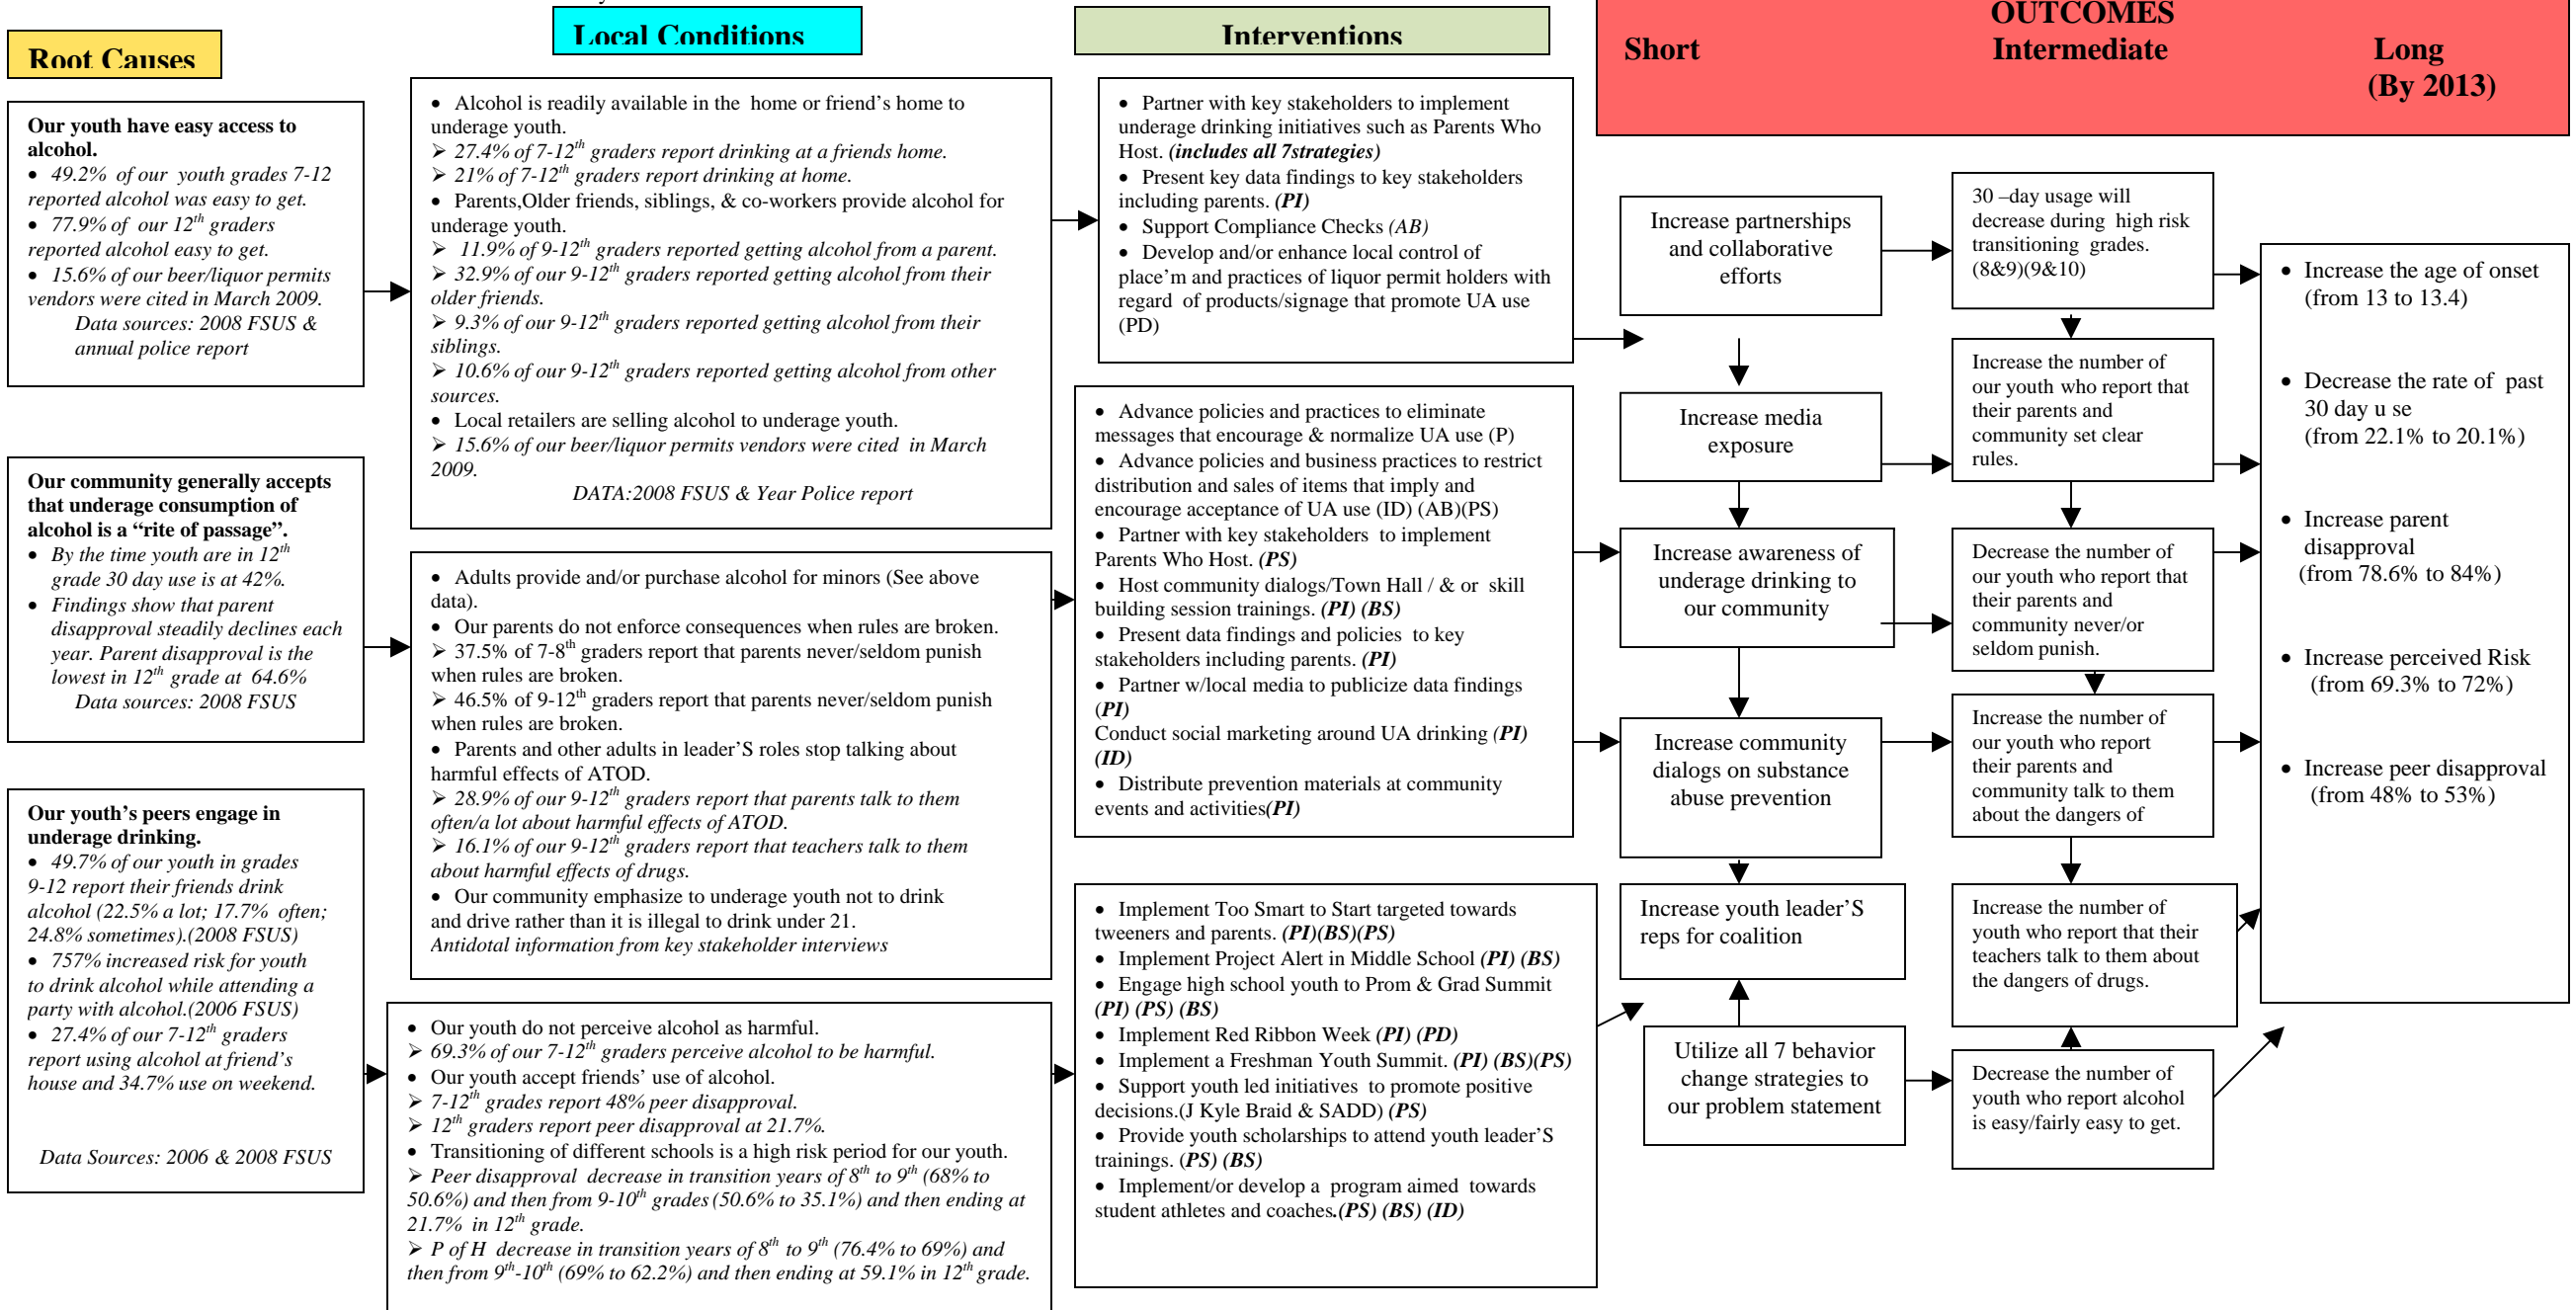 Root Causes
Our youth have easy access to
alcohol.
• 49.2% of our youth grades 7-12
reported alcohol was easy to get.
• 77.9% of our 12th graders
reported alcohol easy to get.
• 15.6% of our beer/liquor permits
vendors were cited in March 2009.
Data sources: 2008 FSUS &
annual police report
Our community generally accepts
that underage consumption of
alcohol is a “rite of passage”.
• By the time youth are in 12th
grade 30 day use is at 42%.
• Findings show that parent
disapproval steadily declines each
year. Parent disapproval is the
lowest in 12th grade at 64.6%
Data sources: 2008 FSUS
Our youth’s peers engage in
underage drinking.
• 49.7% of our youth in grades
9-12 report their friends drink
alcohol (22.5% a lot; 17.7% often;
24.8% sometimes).(2008 FSUS)
• 757% increased risk for youth
to drink alcohol while attending a
party with alcohol.(2006 FSUS)
• 27.4% of our 7-12th graders
report using alcohol at friend’s
house and 34.7% use on weekend.
Data Sources: 2006 & 2008 FSUS
Local Conditions
• Alcohol is readily available in the home or friend’s home to
underage youth.
➢ 27.4% of 7-12th graders report drinking at a friends home.
➢ 21% of 7-12th graders report drinking at home.
• Parents,Older friends, siblings, & co-workers provide alcohol for
underage youth.
➢ 11.9% of 9-12th graders reported getting alcohol from a parent.
➢ 32.9% of our 9-12th graders reported getting alcohol from their
older friends.
➢ 9.3% of our 9-12th graders reported getting alcohol from their
siblings.
➢ 10.6% of our 9-12th graders reported getting alcohol from other
sources.
• Local retailers are selling alcohol to underage youth.
➢ 15.6% of our beer/liquor permits vendors were cited in March
2009.
DATA:2008 FSUS & Year Police report
• Adults provide and/or purchase alcohol for minors (See above
data).
• Our parents do not enforce consequences when rules are broken.
➢ 37.5% of 7-8th graders report that parents never/seldom punish
when rules are broken.
➢ 46.5% of 9-12th graders report that parents never/seldom punish
when rules are broken.
• Parents and other adults in leader’S roles stop talking about
harmful effects of ATOD.
➢ 28.9% of our 9-12th graders report that parents talk to them
often/a lot about harmful effects of ATOD.
➢ 16.1% of our 9-12th graders report that teachers talk to them
about harmful effects of drugs.
• Our community emphasize to underage youth not to drink
and drive rather than it is illegal to drink under 21.
Antidotal information from key stakeholder interviews
• Our youth do not perceive alcohol as harmful.
➢ 69.3% of our 7-12th graders perceive alcohol to be harmful.
• Our youth accept friends’ use of alcohol.
➢ 7-12th grades report 48% peer disapproval.
➢ 12th graders report peer disapproval at 21.7%.
• Transitioning of different schools is a high risk period for our youth.
➢ Peer disapproval decrease in transition years of 8th to 9th (68% to
50.6%) and then from 9-10th grades (50.6% to 35.1%) and then ending at
21.7% in 12th grade.
➢ P of H decrease in transition years of 8th to 9th (76.4% to 69%) and
then from 9th-10th (69% to 62.2%) and then ending at 59.1% in 12th grade.
Interventions
• Partner with key stakeholders to implement
underage drinking initiatives such as Parents Who
Host. (includes all 7strategies)
• Present key data findings to key stakeholders
including parents. (PI)
• Support Compliance Checks (AB)
• Develop and/or enhance local control of
place’m and practices of liquor permit holders with
regard of products/signage that promote UA use
(PD)
• Advance policies and practices to eliminate
messages that encourage & normalize UA use (P)
• Advance policies and business practices to restrict
distribution and sales of items that imply and
encourage acceptance of UA use (ID) (AB)(PS)
• Partner with key stakeholders to implement
Parents Who Host. (PS)
• Host community dialogs/Town Hall / & or skill
building session trainings. (PI) (BS)
• Present data findings and policies to key
stakeholders including parents. (PI)
• Partner w/local media to publicize data findings
(PI)
Conduct social marketing around UA drinking (PI)
(ID)
• Distribute prevention materials at community
events and activities(PI)
• Implement Too Smart to Start targeted towards
tweeners and parents. (PI)(BS)(PS)
• Implement Project Alert in Middle School (PI) (BS)
• Engage high school youth to Prom & Grad Summit
(PI) (PS) (BS)
• Implement Red Ribbon Week (PI) (PD)
• Implement a Freshman Youth Summit. (PI) (BS)(PS)
• Support youth led initiatives to promote positive
decisions.(J Kyle Braid & SADD) (PS)
• Provide youth scholarships to attend youth leader’S
trainings. (PS) (BS)
• Implement/or develop a program aimed towards
student athletes and coaches.(PS) (BS) (ID)
OUTCOMES
Short Intermediate Long
(By 2013)
Increase partnerships
and collaborative
efforts
Increase media
exposure
Increase awareness of
underage drinking to
our community
Increase community
dialogs on substance
abuse prevention
Increase youth leader’S
reps for coalition
Utilize all 7 behavior
change strategies to
our problem statement
30 –day usage will
decrease during high risk
transitioning grades.
(8&9)(9&10)
Increase the number of
our youth who report that
their parents and
community set clear
rules.
Decrease the number of
our youth who report that
their parents and
community never/or
seldom punish.
Increase the number of
our youth who report
their parents and
community talk to them
about the dangers of
Increase the number of
youth who report that their
teachers talk to them about
the dangers of drugs.
Decrease the number of
youth who report alcohol
is easy/fairly easy to get.
• Increase the age of onset
(from 13 to 13.4)
• Decrease the rate of past
30 day u se
(from 22.1% to 20.1%)
• Increase parent
disapproval
(from 78.6% to 84%)
• Increase perceived Risk
(from 69.3% to 72%)
• Increase peer disapproval
(from 48% to 53%)